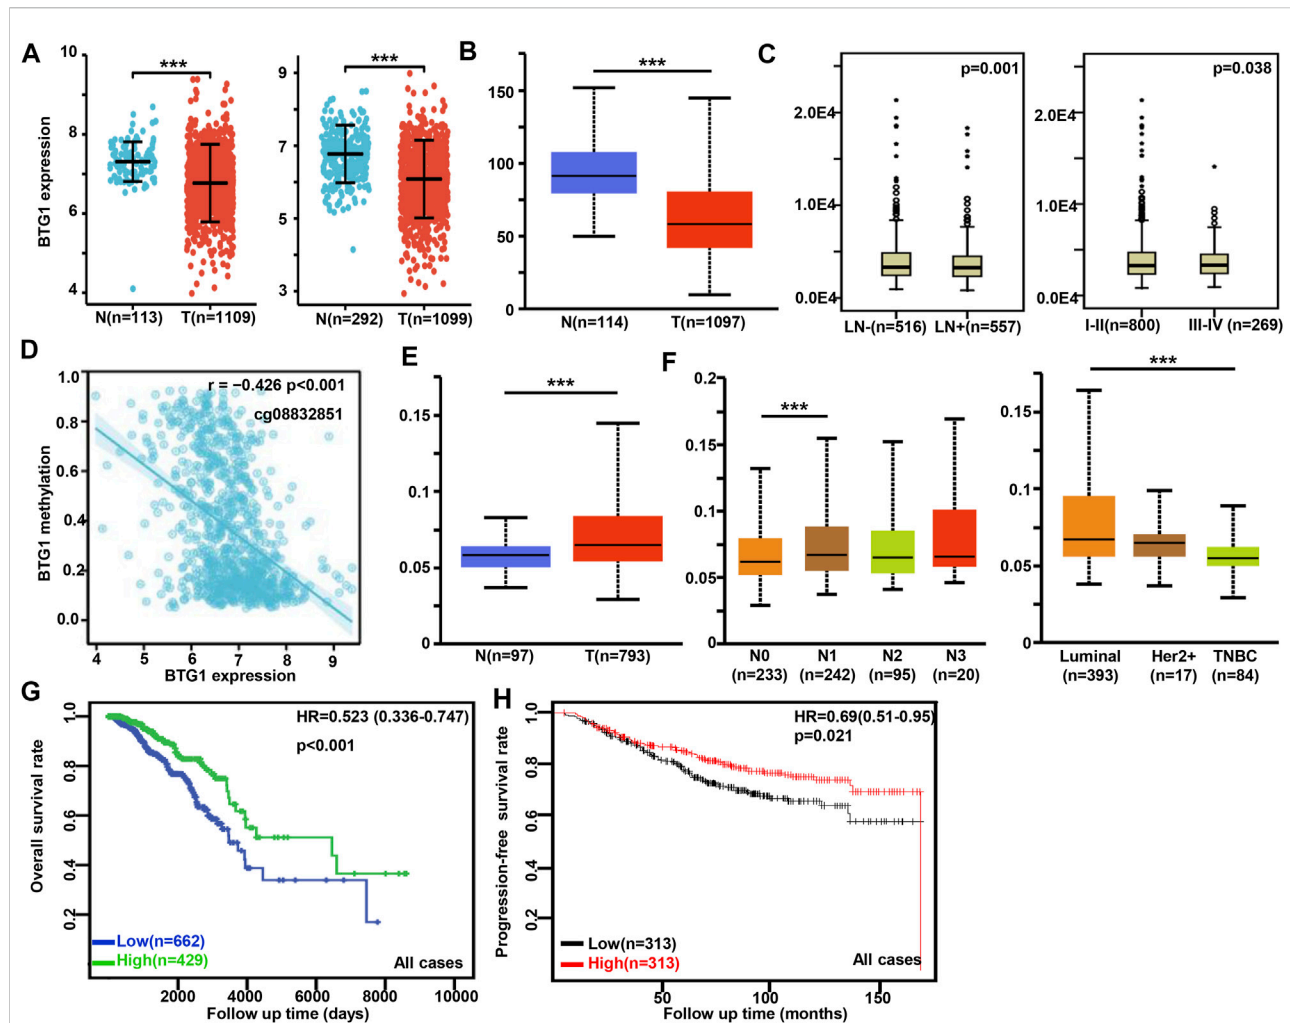 A
BTG1 expression
10
8
6
4
***
N(n=113) T(n=1109)
9
7
6
5
3
***
N(n=292) T(n=1099)
B
150
100
50
0
***
N(n=114) T(n=1097)
C
2.0E4
1.0E4
0.0E4
p=0.001
LN-(n=516) LN+(n=557)
2.0E4
1.0E4
0.0E4
p=0.038
I-II(n=800) III-IV (n=269)
D
BTG1 methylation
1.0
0.8
0.6
0.4
0.2
0.0
r = −0.426 p<0.001
cg08832851
4 5 6 7 8 9
BTG1 expression
E
0.15
0.1
0.05
0
***
N(n=97) T(n=793)
F
0.2
0.15
0.1
0.05
0
***
N0 N1 N2 N3
(n=233) (n=242) (n=95) (n=20)
0.15
0.1
0.05
0
***
Luminal Her2+ TNBC
(n=393) (n=17) (n=84)
G
Overall survival rate
1.0
0.8
0.6
0.4
0.2
HR=0.523 (0.336-0.747)
p<0.001
Low(n=662)
High(n=429)
All cases
2000 4000 6000 8000 10000
Follow up time (days)
H
Progression-free survival rate
1.0
0.8
0.6
0.4
0.2
HR=0.69(0.51-0.95)
p=0.021
Low(n=313)
High(n=313)
All cases
50 100 150
Follow up time (months)